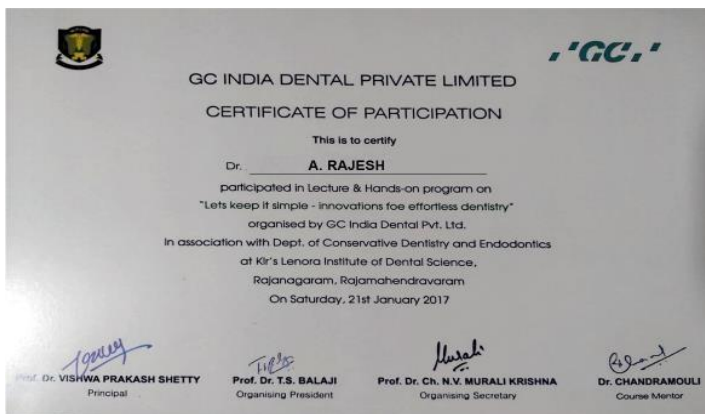 GC
GC INDIA DENTAL PRIVATE LIMITED
CERTIFICATE OF PARTICIPATION
This is to certify
Dr. A. RAJESH
participated in Lecture & Hands-on program on
"Lets keep it simple - innovations foe effortless dentistry"
organised by GC India Dental Pvt. Ltd.
In association with Dept. of Conservative Dentistry and Endodontics
at Klr's Lenora Institute of Dental Science,
Rajanagaram, Rajamahendravaram
On Saturday, 21st January 2017
Murali
Prof. Dr. VISHWA PRAKASH SHETTY
Principal
Prof. Dr. T.S. BALAJI
Organising President
Prof. Dr. Ch. N.V. MURALI KRISHNA
Organising Secretary
Dr. CHANDRAMOULI
Course Mentor